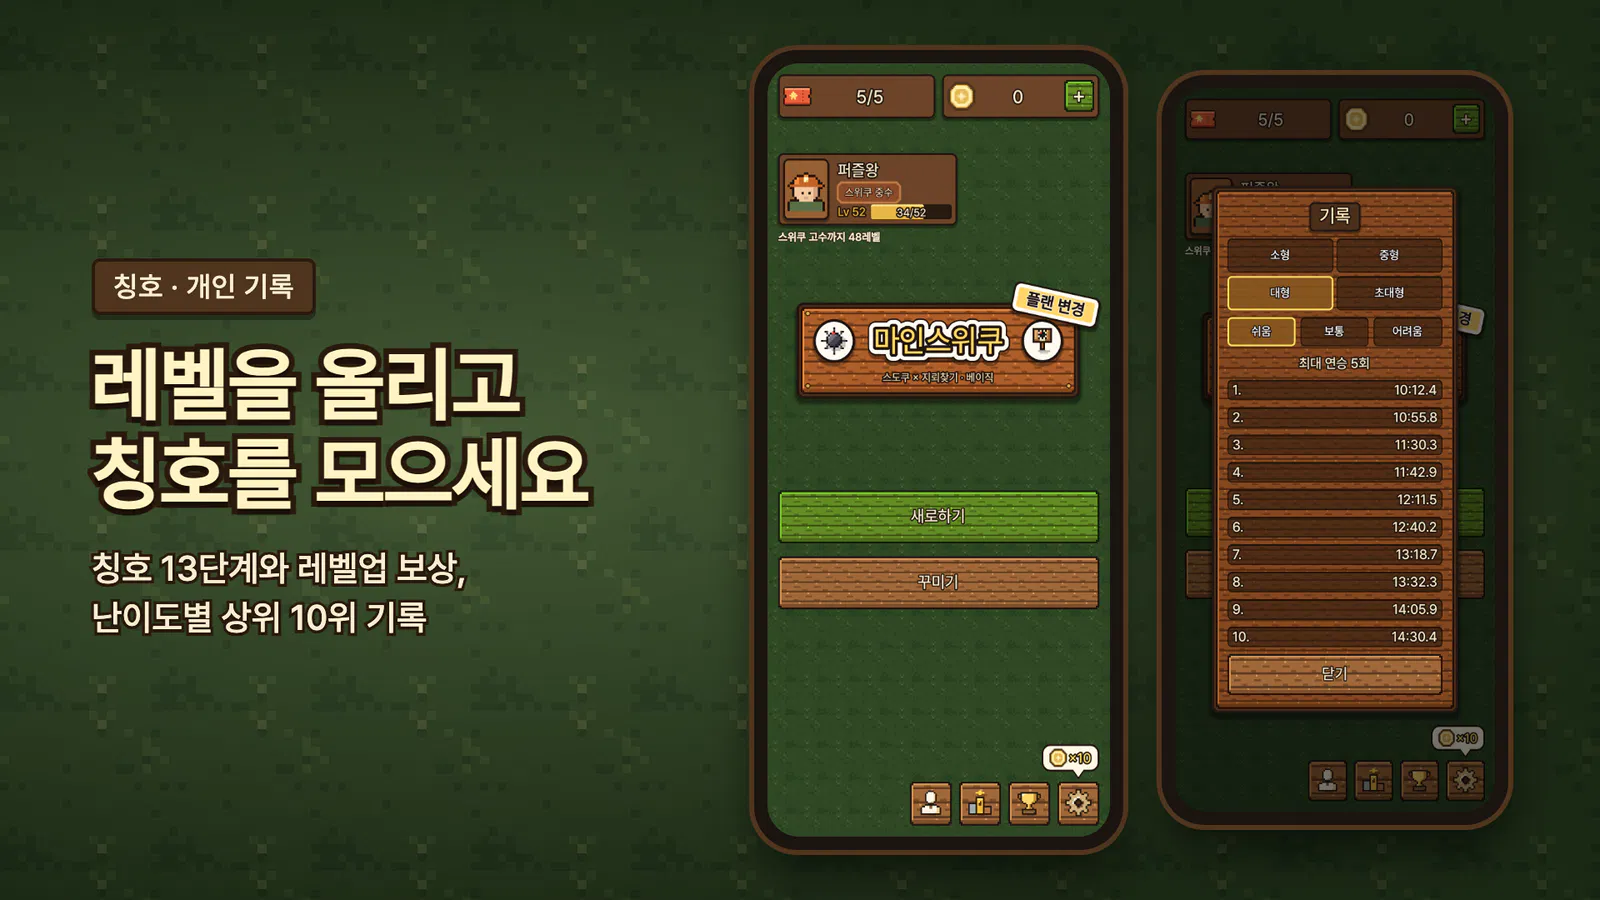 칭호 · 개인 기록
레벨을 올리고
칭호를 모으세요
칭호 13단계와 레벨업 보상,
난이도별 상위 10위 기록
5/5
0
+
퍼즐왕
스위쿠 중수
Lv 52
34/52
스위쿠 고수까지 48레벨
플랜 변경
마인스위쿠
스도쿠 × 지뢰찾기 · 베이직
새로하기
꾸미기
×10
5/5
0
+
퍼즐왕
스위쿠
경
기록
소형
중형
대형
초대형
쉬움
보통
어려움
최대 연승 5회
1. 10:12.4
2. 10:55.8
3. 11:30.3
4. 11:42.9
5. 12:11.5
6. 12:40.2
7. 13:18.7
8. 13:32.3
9. 14:05.9
10. 14:30.4
닫기
×10